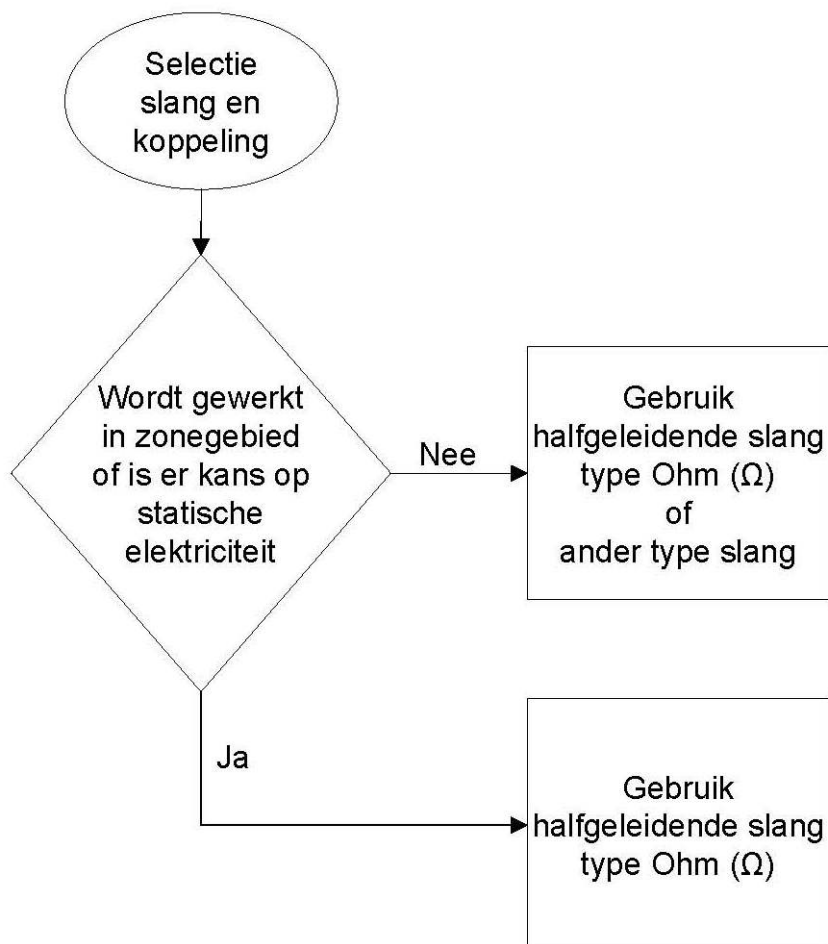 Selectie
slang en
koppeling
Wordt gewerkt
in zonegebied
of is er kans op
statische
elektriciteit
Nee
Gebruik
halfgeleidende slang
type Ohm (Ω)
of
ander type slang
Ja
Gebruik
halfgeleidende slang
type Ohm (Ω)